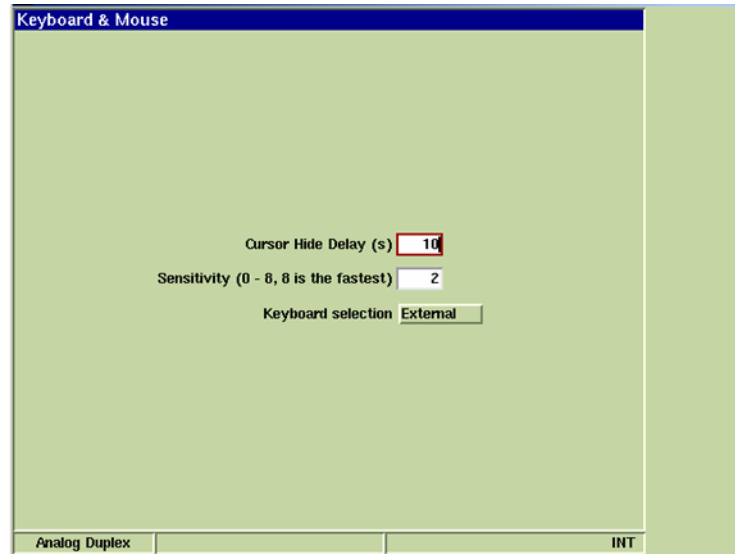 Keyboard & Mouse
Cursor Hide Delay (s) 10
Sensitivity (0 - 8, 8 is the fastest) 2
Keyboard selection External
Analog Duplex INT